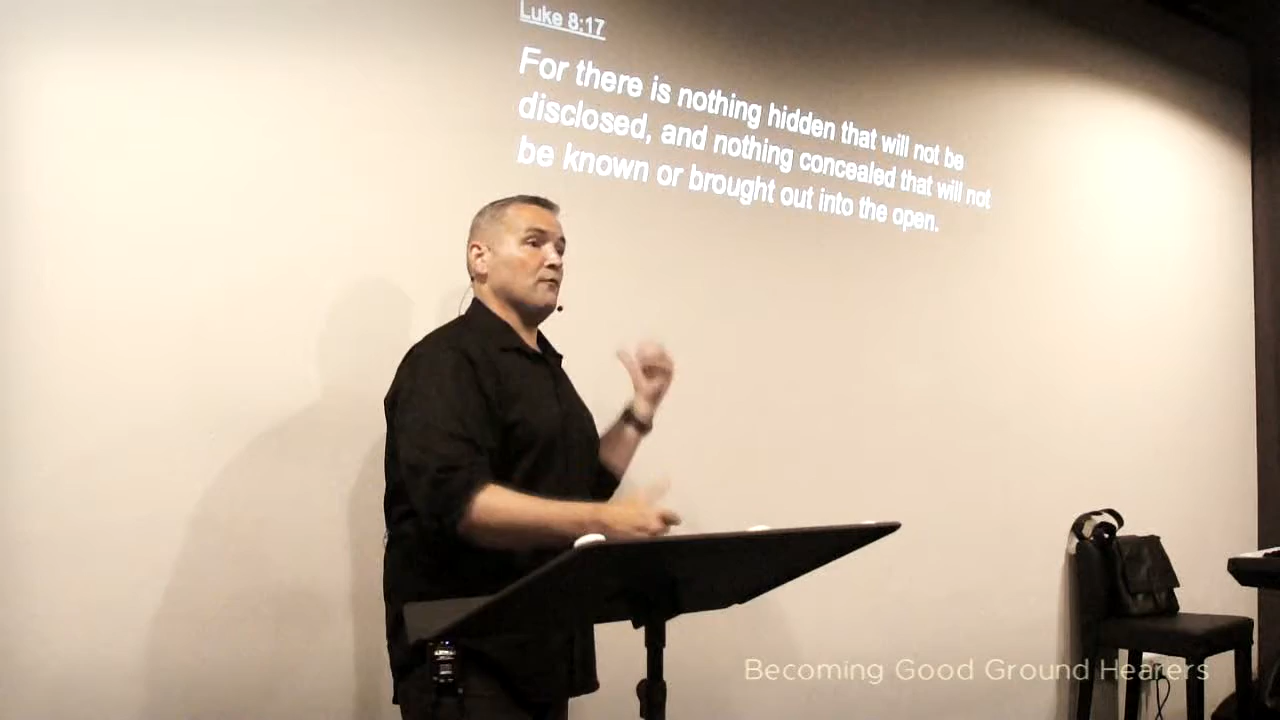 Luke 8:17
For there is nothing hidden that will not be
disclosed, and nothing concealed that will not
be known or brought out into the open.
Becoming Good Ground Hearers